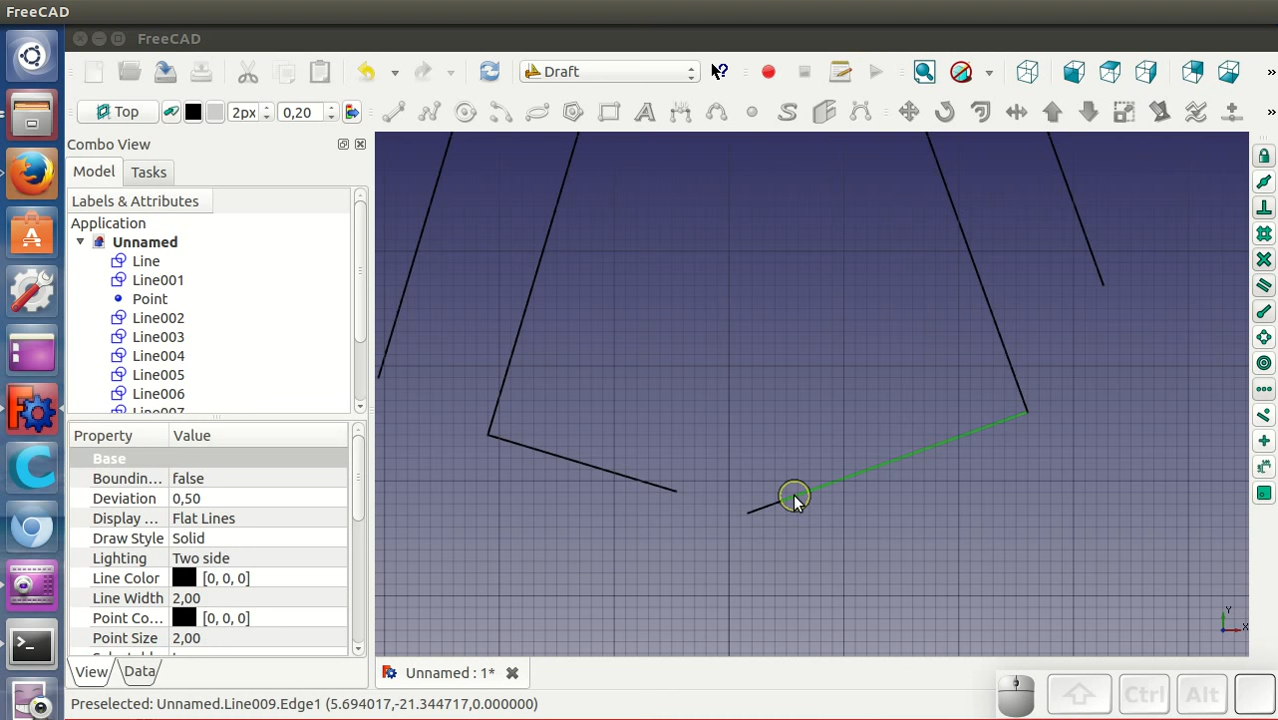 FreeCAD
FreeCAD
Draft
Top
2px
0,20
»
»
Combo View
Model
Tasks
Labels & Attributes
Application
Unnamed
Line
Line001
Point
Line002
Line003
Line004
Line005
Line006
Line007
Property
Value
Base
Boundin...
false
Deviation
0,50
Display ...
Flat Lines
Draw Style
Solid
Lighting
Two side
Line Color
[0, 0, 0]
Line Width
2,00
Point Co...
[0, 0, 0]
Point Size
2,00
View
Data
Unnamed : 1*
Y
X
Preselected: Unnamed.Line009.Edge1 (5.694017,-21.344717,0.000000)
Ctrl
Alt